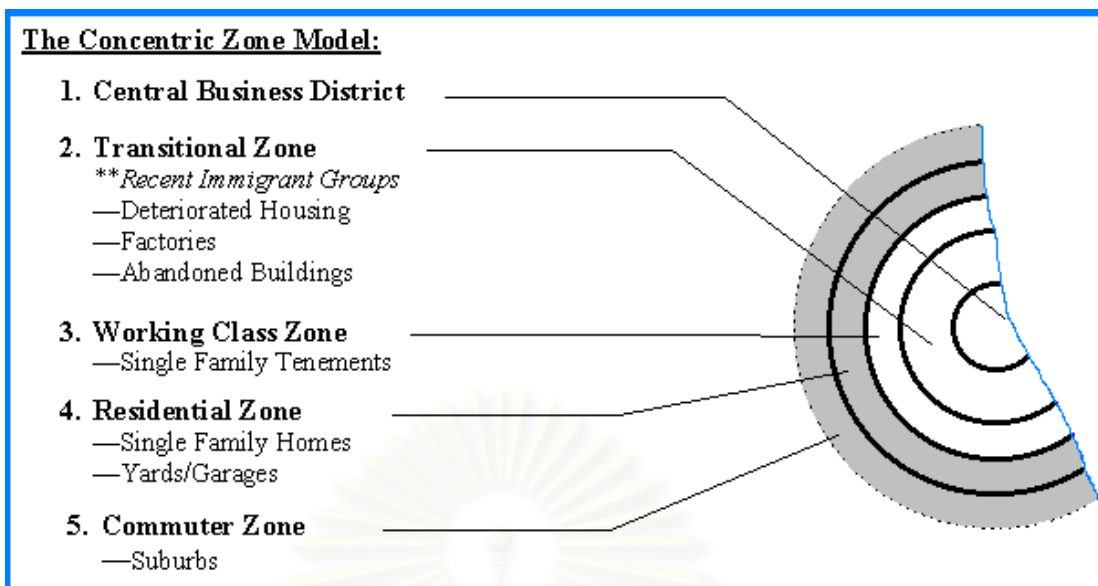 The Concentric Zone Model:
1. Central Business District
2. Transitional Zone
**Recent Immigrant Groups
—Deteriorated Housing
—Factories
—Abandoned Buildings
3. Working Class Zone
—Single Family Tenements
4. Residential Zone
—Single Family Homes
—Yards/Garages
5. Commuter Zone
—Suburbs